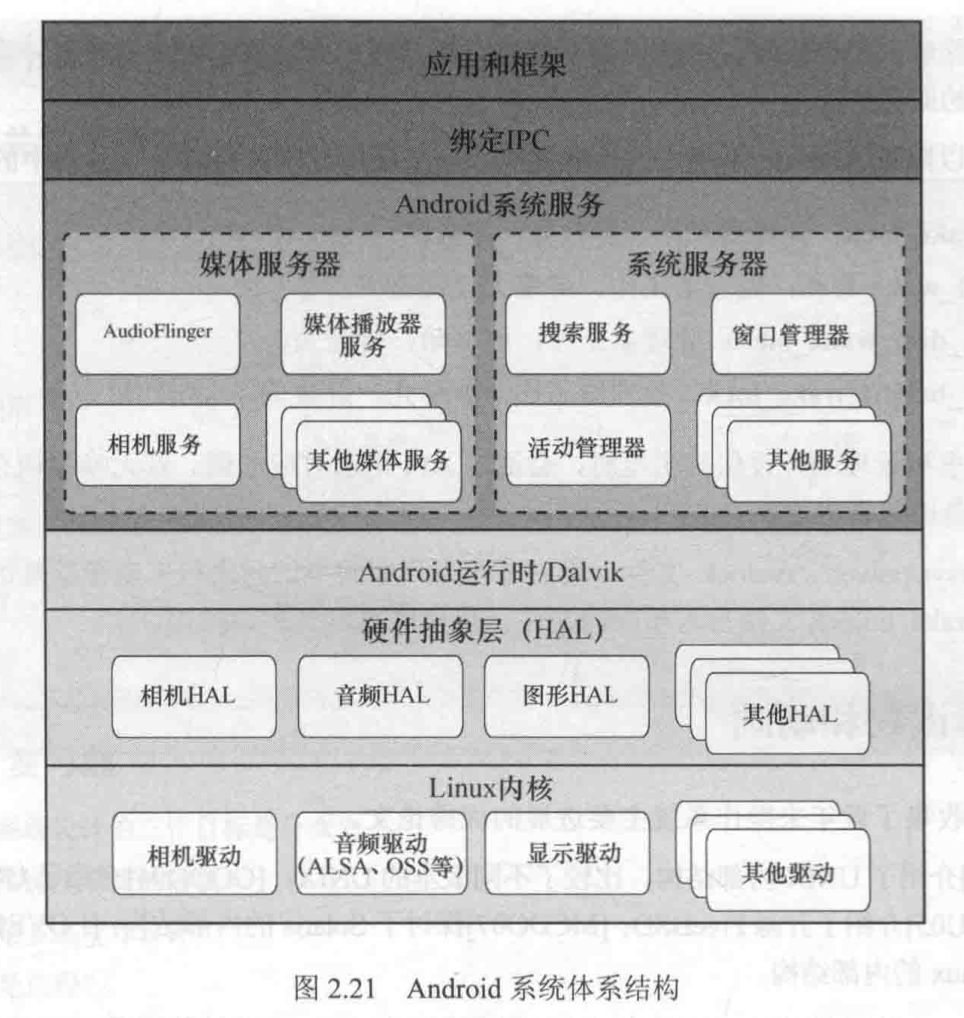 应用和框架
绑定IPC
Android系统服务
媒体服务器
AudioFlinger
媒体播放器
服务
相机服务
其他媒体服务
系统服务器
搜索服务
窗口管理器
活动管理器
其他服务
Android运行时/Dalvik
硬件抽象层（HAL）
相机HAL
音频HAL
图形HAL
其他HAL
Linux内核
相机驱动
音频驱动
(ALSA、OSS等)
显示驱动
其他驱动
图 2.21 Android 系统体系结构